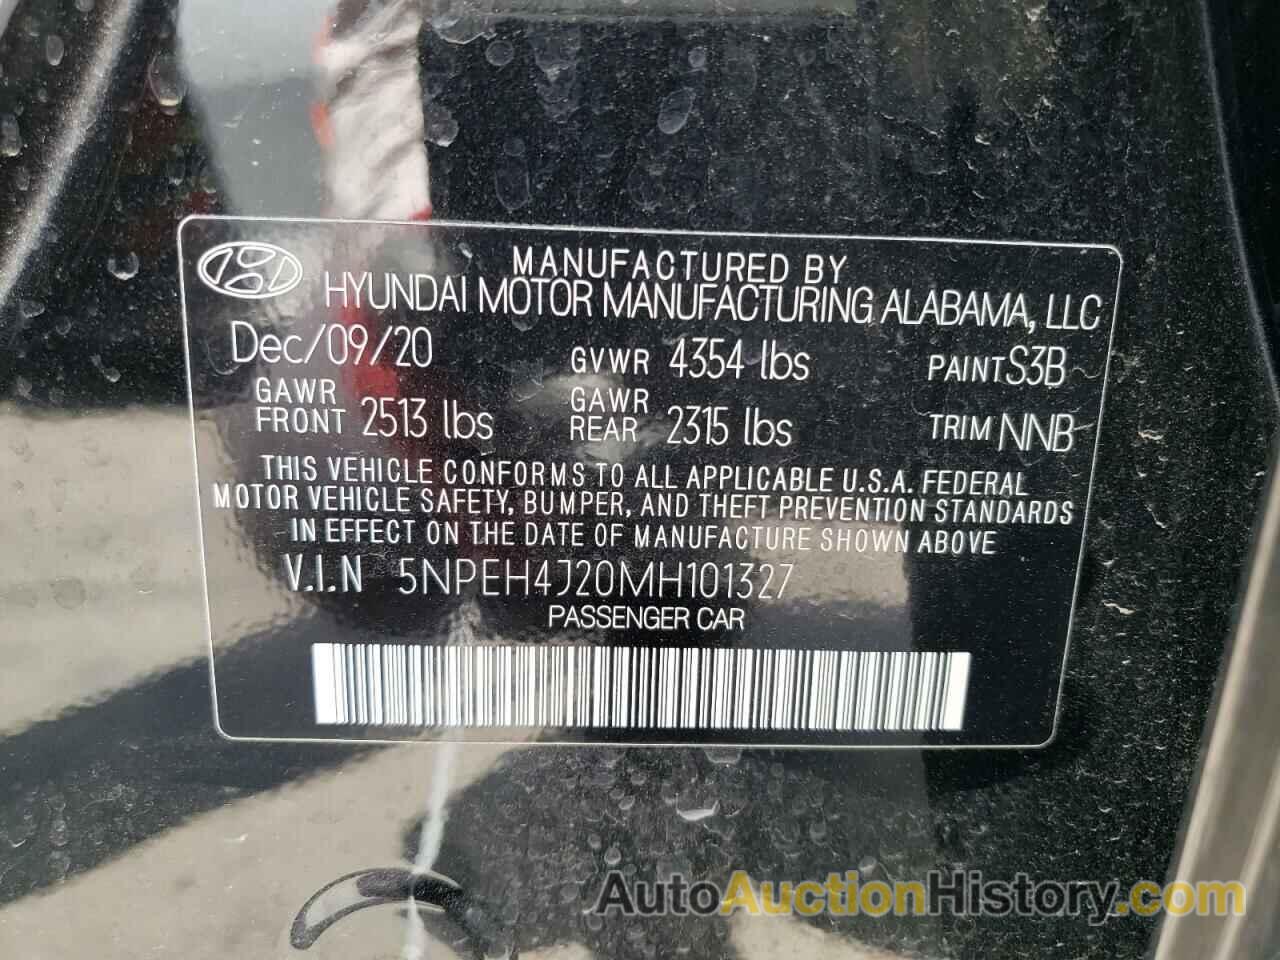 MANUFACTURED BY
HYUNDAI MOTOR MANUFACTURING ALABAMA, LLC
Dec/09/20 GVWR 4354 lbs PAINT S3B
GAWR FRONT 2513 lbs GAWR REAR 2315 lbs TRIM NNB
THIS VEHICLE CONFORMS TO ALL APPLICABLE U.S.A. FEDERAL
MOTOR VEHICLE SAFETY, BUMPER, AND THEFT PREVENTION STANDARDS
IN EFFECT ON THE DATE OF MANUFACTURE SHOWN ABOVE
V.I.N 5NPEH4J20MH101327
PASSENGER CAR
AutoAuctionHistory.com